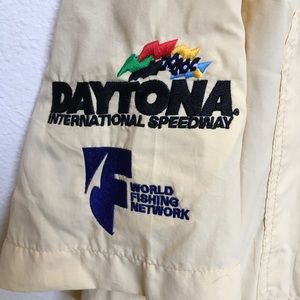 DAYTONA.
INTERNATIONAL SPEEDWAY
WORLD
FISHING
NETWORK